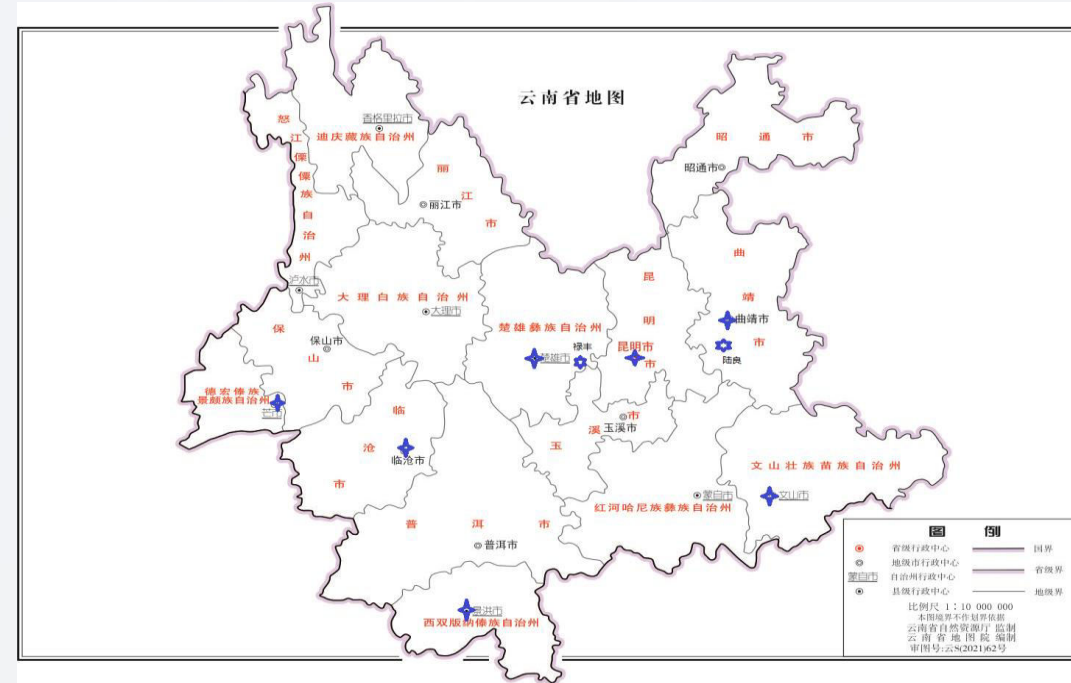 云南省地图
怒江傈僳族自治州
香格里拉市
迪庆藏族自治州
昭通市
昭通市
丽江市
丽江市
曲靖市
昆明市
泸水市
大理白族自治州
大理市
保山市
保山市
楚雄彝族自治州
楚雄市
禄丰
昆明市
曲靖市
陆良
德宏傣族
景颇族自治州
芒市
临沧市
临沧市
玉溪市
玉溪市
文山壮族苗族自治州
文山市
蒙自市
红河哈尼族彝族自治州
普洱市
普洱市
景洪市
西双版纳傣族自治州
图例
省级行政中心 国界
地级市行政中心
蒙自市 自治州行政中心 省级界
县级行政中心 地级界
比例尺 1:10 000 000
本图境界不作划界依据
云南省自然资源厅 监制
云南省地图院 编制
审图号:云S(2021)62号